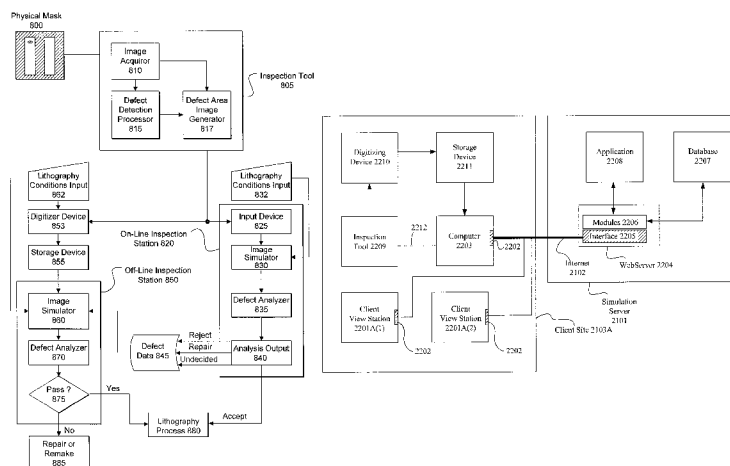 Physical Mask
800
Image
Acquiror
810
Inspection Tool
805
Defect
Detection
Processor
815
Defect Area
Image
Generator
817
Lithography
Conditions Input
862
Lithography
Conditions Input
832
Digitizer Device
853
Input Device
825
On-Line Inspection
Station 820
Storage Device
855
Image
Simulator
830
Off-Line Inspection
Station 850
Image
Simulator
860
Defect Analyzer
835
Defect Analyzer
870
Defect
Data 845
Reject
Repair
Undecided
Analysis Output
840
Pass ?
875
Yes
Accept
Lithography
Process 880
No
Repair or
Remake
885
Digitizing
Device 2210
Storage
Device
2211
Inspection
Tool 2209
2212
Computer
2203
2202
Client
View Station
2201A(1)
Client
View Station
2201A(2)
2202
2202
Client Site 2103A
Application
2208
Database
2207
Modules 2206
Interface 2205
Internet
2102
WebServer 2204
Simulation
Server
2101